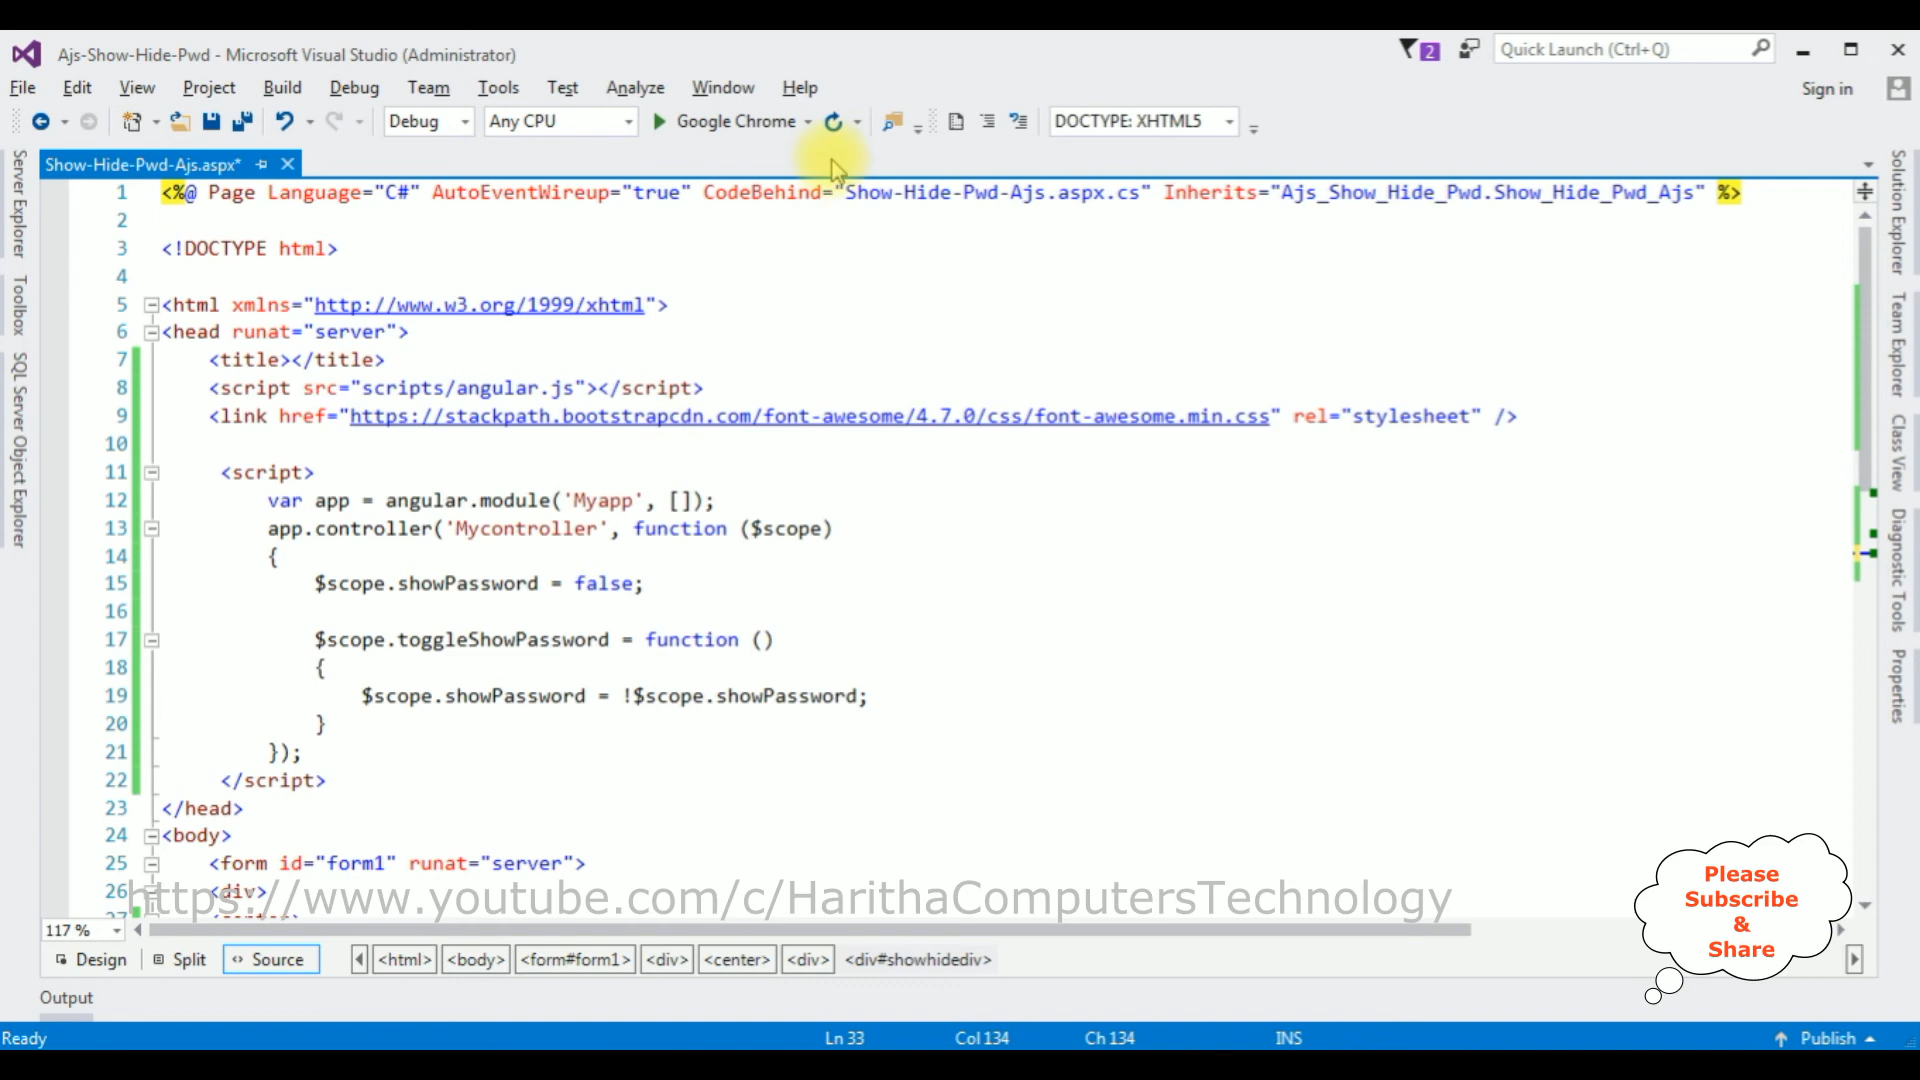 Ajs-Show-Hide-Pwd - Microsoft Visual Studio (Administrator)
2
Quick Launch (Ctrl+Q)
File Edit View Project Build Debug Team Tools Test Analyze Window Help
Sign in
Debug Any CPU Google Chrome DOCTYPE: XHTML5
Show-Hide-Pwd-Ajs.aspx*
1 <%@ Page Language="C#" AutoEventWireup="true" CodeBehind="Show-Hide-Pwd-Ajs.aspx.cs" Inherits="Ajs_Show_Hide_Pwd.Show_Hide_Pwd_Ajs" %>
2
3 <!DOCTYPE html>
4
5 <html xmlns="http://www.w3.org/1999/xhtml">
6 <head runat="server">
7 <title></title>
8 <script src="scripts/angular.js"></script>
9 <link href="https://stackpath.bootstrapcdn.com/font-awesome/4.7.0/css/font-awesome.min.css" rel="stylesheet" />
10
11 <script>
12 var app = angular.module('Myapp', []);
13 app.controller('Mycontroller', function ($scope)
14 {
15 $scope.showPassword = false;
16
17 $scope.toggleShowPassword = function ()
18 {
19 $scope.showPassword = !$scope.showPassword;
20 }
21 });
22 </script>
23 </head>
24 <body>
25 <form id="form1" runat="server">
26 <div>
https://www.youtube.com/c/HarithaComputersTechnology
Server Explorer
Toolbox
SQL Server Object Explorer
Solution Explorer
Team Explorer
Class View
Diagnostic Tools
Properties
Please
Subscribe
&
Share
117 %
Design Split Source <html> <body> <form#form1> <div> <center> <div> <div#showhidediv>
Output
Ready Ln 33 Col 134 Ch 134 INS Publish